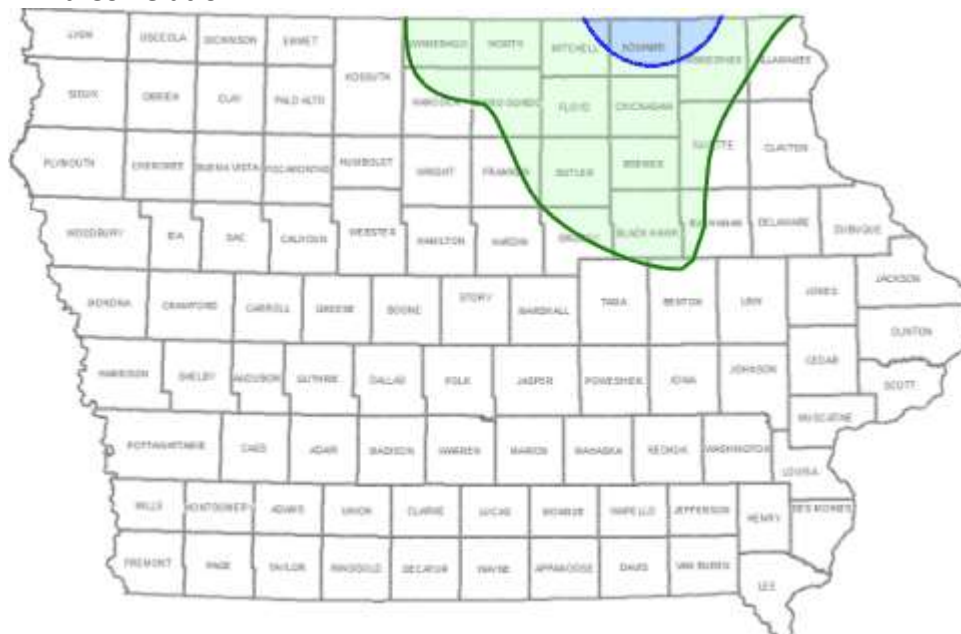 LYON OSCEOLA DICKINSON EMMET WINNEBAGO WORTH MITCHELL HOWARD WINNESHIEK ALLAMAKEE
KOSSUTH
SIOUX OBRIEN CLAY PALO ALTO HANCOCK CERRO GORDO FLOYD CHICKASAW
PLYMOUTH CHEROKEE BUENA VISTA POCAHONTAS HUMBOLDT WRIGHT FRANKLIN BUTLER BREMER FAYETTE CLAYTON
WOODBURY IDA SAC CALHOUN WEBSTER HAMILTON HARDIN GRUNDY BLACK HAWK BUCHANAN DELAWARE DUBUQUE
MONONA CRAWFORD CARROLL GREENE BOONE STORY MARSHALL TAMA BENTON LINN JONES JACKSON
CLINTON
HARRISON SHELBY AUDUBON GUTHRIE DALLAS POLK JASPER POWESHIEK IOWA JOHNSON CEDAR SCOTT
MUSCATINE
POTTAWATTAMIE CASS ADAIR MADISON WARREN MARION MAHASKA KEOKUK WASHINGTON LOUISA
MILLS MONTGOMERY ADAMS UNION CLARKE LUCAS MONROE WAPELLO JEFFERSON HENRY DES MOINES
FREMONT PAGE TAYLOR RINGGOLD DECATUR WAYNE APPANOOSE DAVIS VAN BUREN LEE